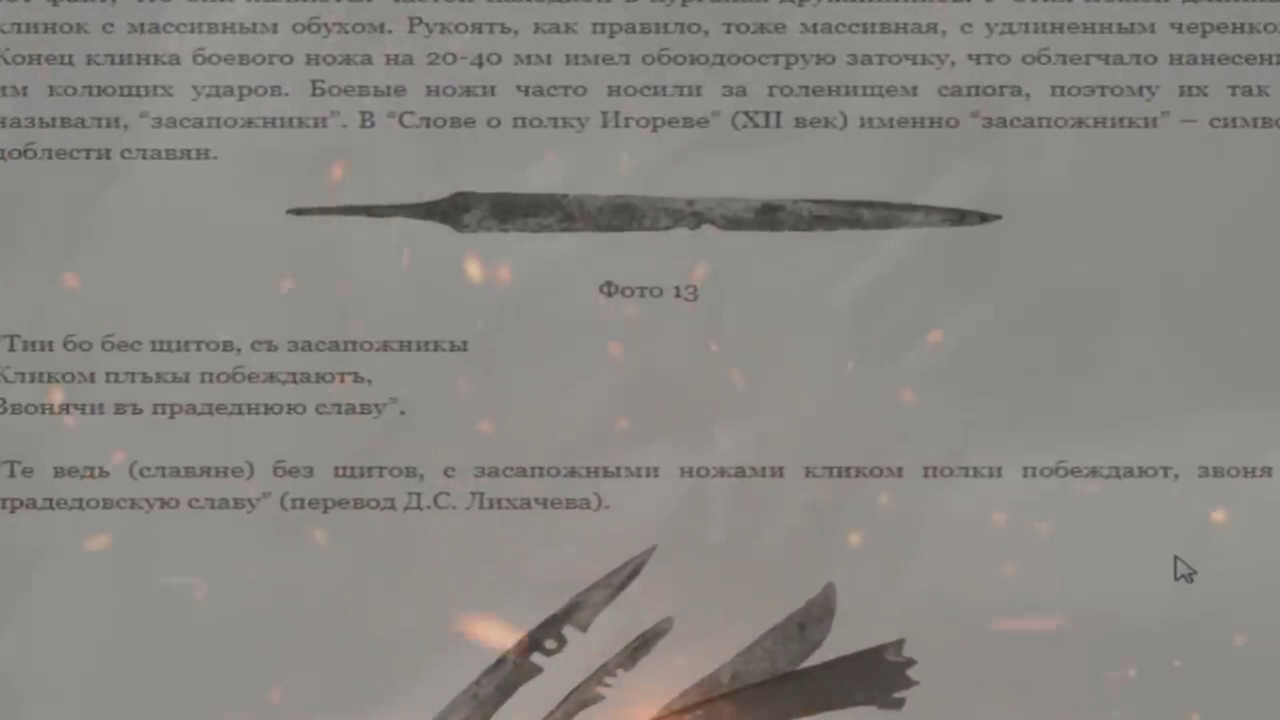 клинок с массивным обухом. Рукоять, как правило, тоже массивная, с удлиненным
Конец клинка боевого ножа на 20-40 мм имел обоюдоострую заточку, что облегчало
им колющих ударов. Боевые ножи часто носили за голенищем сапога, поэтому их так
называли, “засапожники”. В “Слове о полку Игореве” (XII век) именно “засапожники” –
доблести славян.
Фото 13
“Тии бо бес щитов, съ засапожникы
Кликом плъкы побеждаютъ,
Звонячи въ прадеднюю славу”.
“Те ведь (славяне) без щитов, с засапожными ножами кликом полки побеждают, звоня
прадедовскую славу” (перевод Д.С. Лихачева).